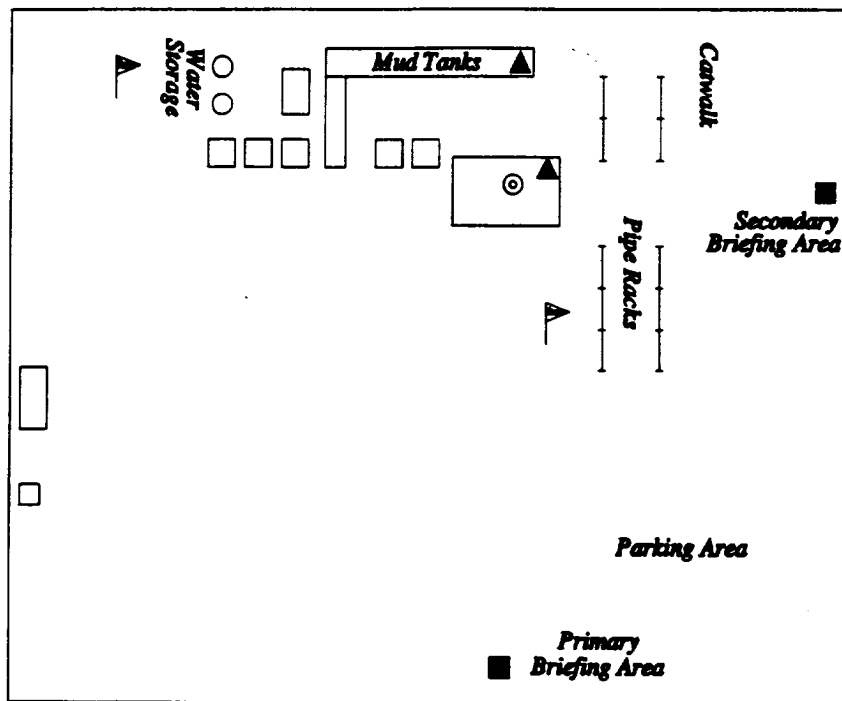 Water
Storage
Mud Tanks
Catwalk
Secondary
Briefing Area
Pipe Racks
Parking Area
Primary
Briefing Area